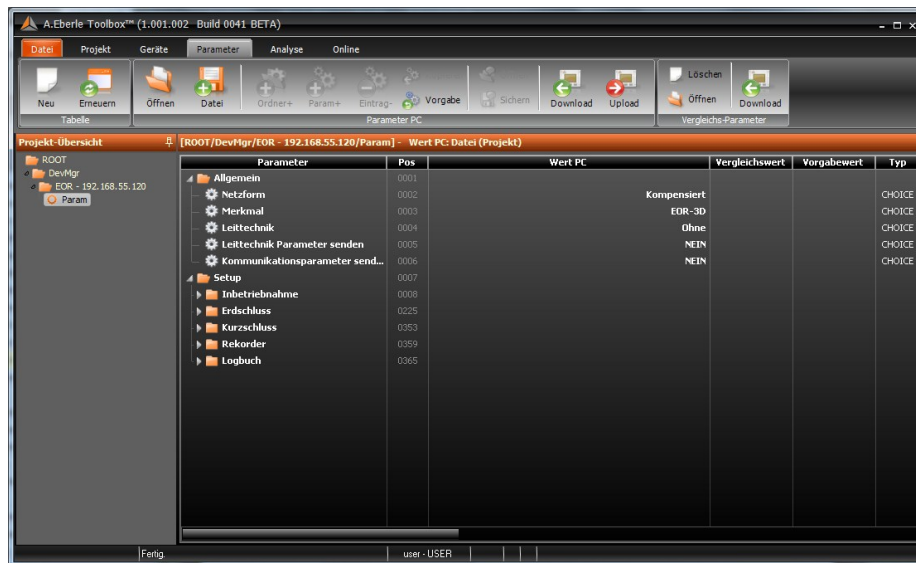 A.Eberle Toolbox™ (1.001.002 Build 0041 BETA)
Datei Projekt Geräte Parameter Analyse Online
Neu Erneuern Öffnen Datei Ordner+ Param+ Eintrag- Vorgabe Sichern Download Upload Löschen Öffnen Download
Tabelle Parameter PC Vergleichs-Parameter
Projekt-Übersicht [ROOT/DevMgr/EOR - 192.168.55.120/Param] - Wert PC: Datei (Projekt)
ROOT
DevMgr
EOR - 192.168.55.120
Param
Parameter Pos Wert PC Vergleichswert Vorgabewert Typ
Allgemein 0001
Netzform 0002 Kompensiert CHOICE
Merkmal 0003 EOR-3D CHOICE
Leittechnik 0004 Ohne CHOICE
Leittechnik Parameter senden 0005 NEIN CHOICE
Kommunikationsparameter send... 0006 NEIN CHOICE
Setup 0007
Inbetriebnahme 0008
Erdschluss 0225
Kurzschluss 0353
Rekorder 0359
Logbuch 0365
Fertig. user - USER